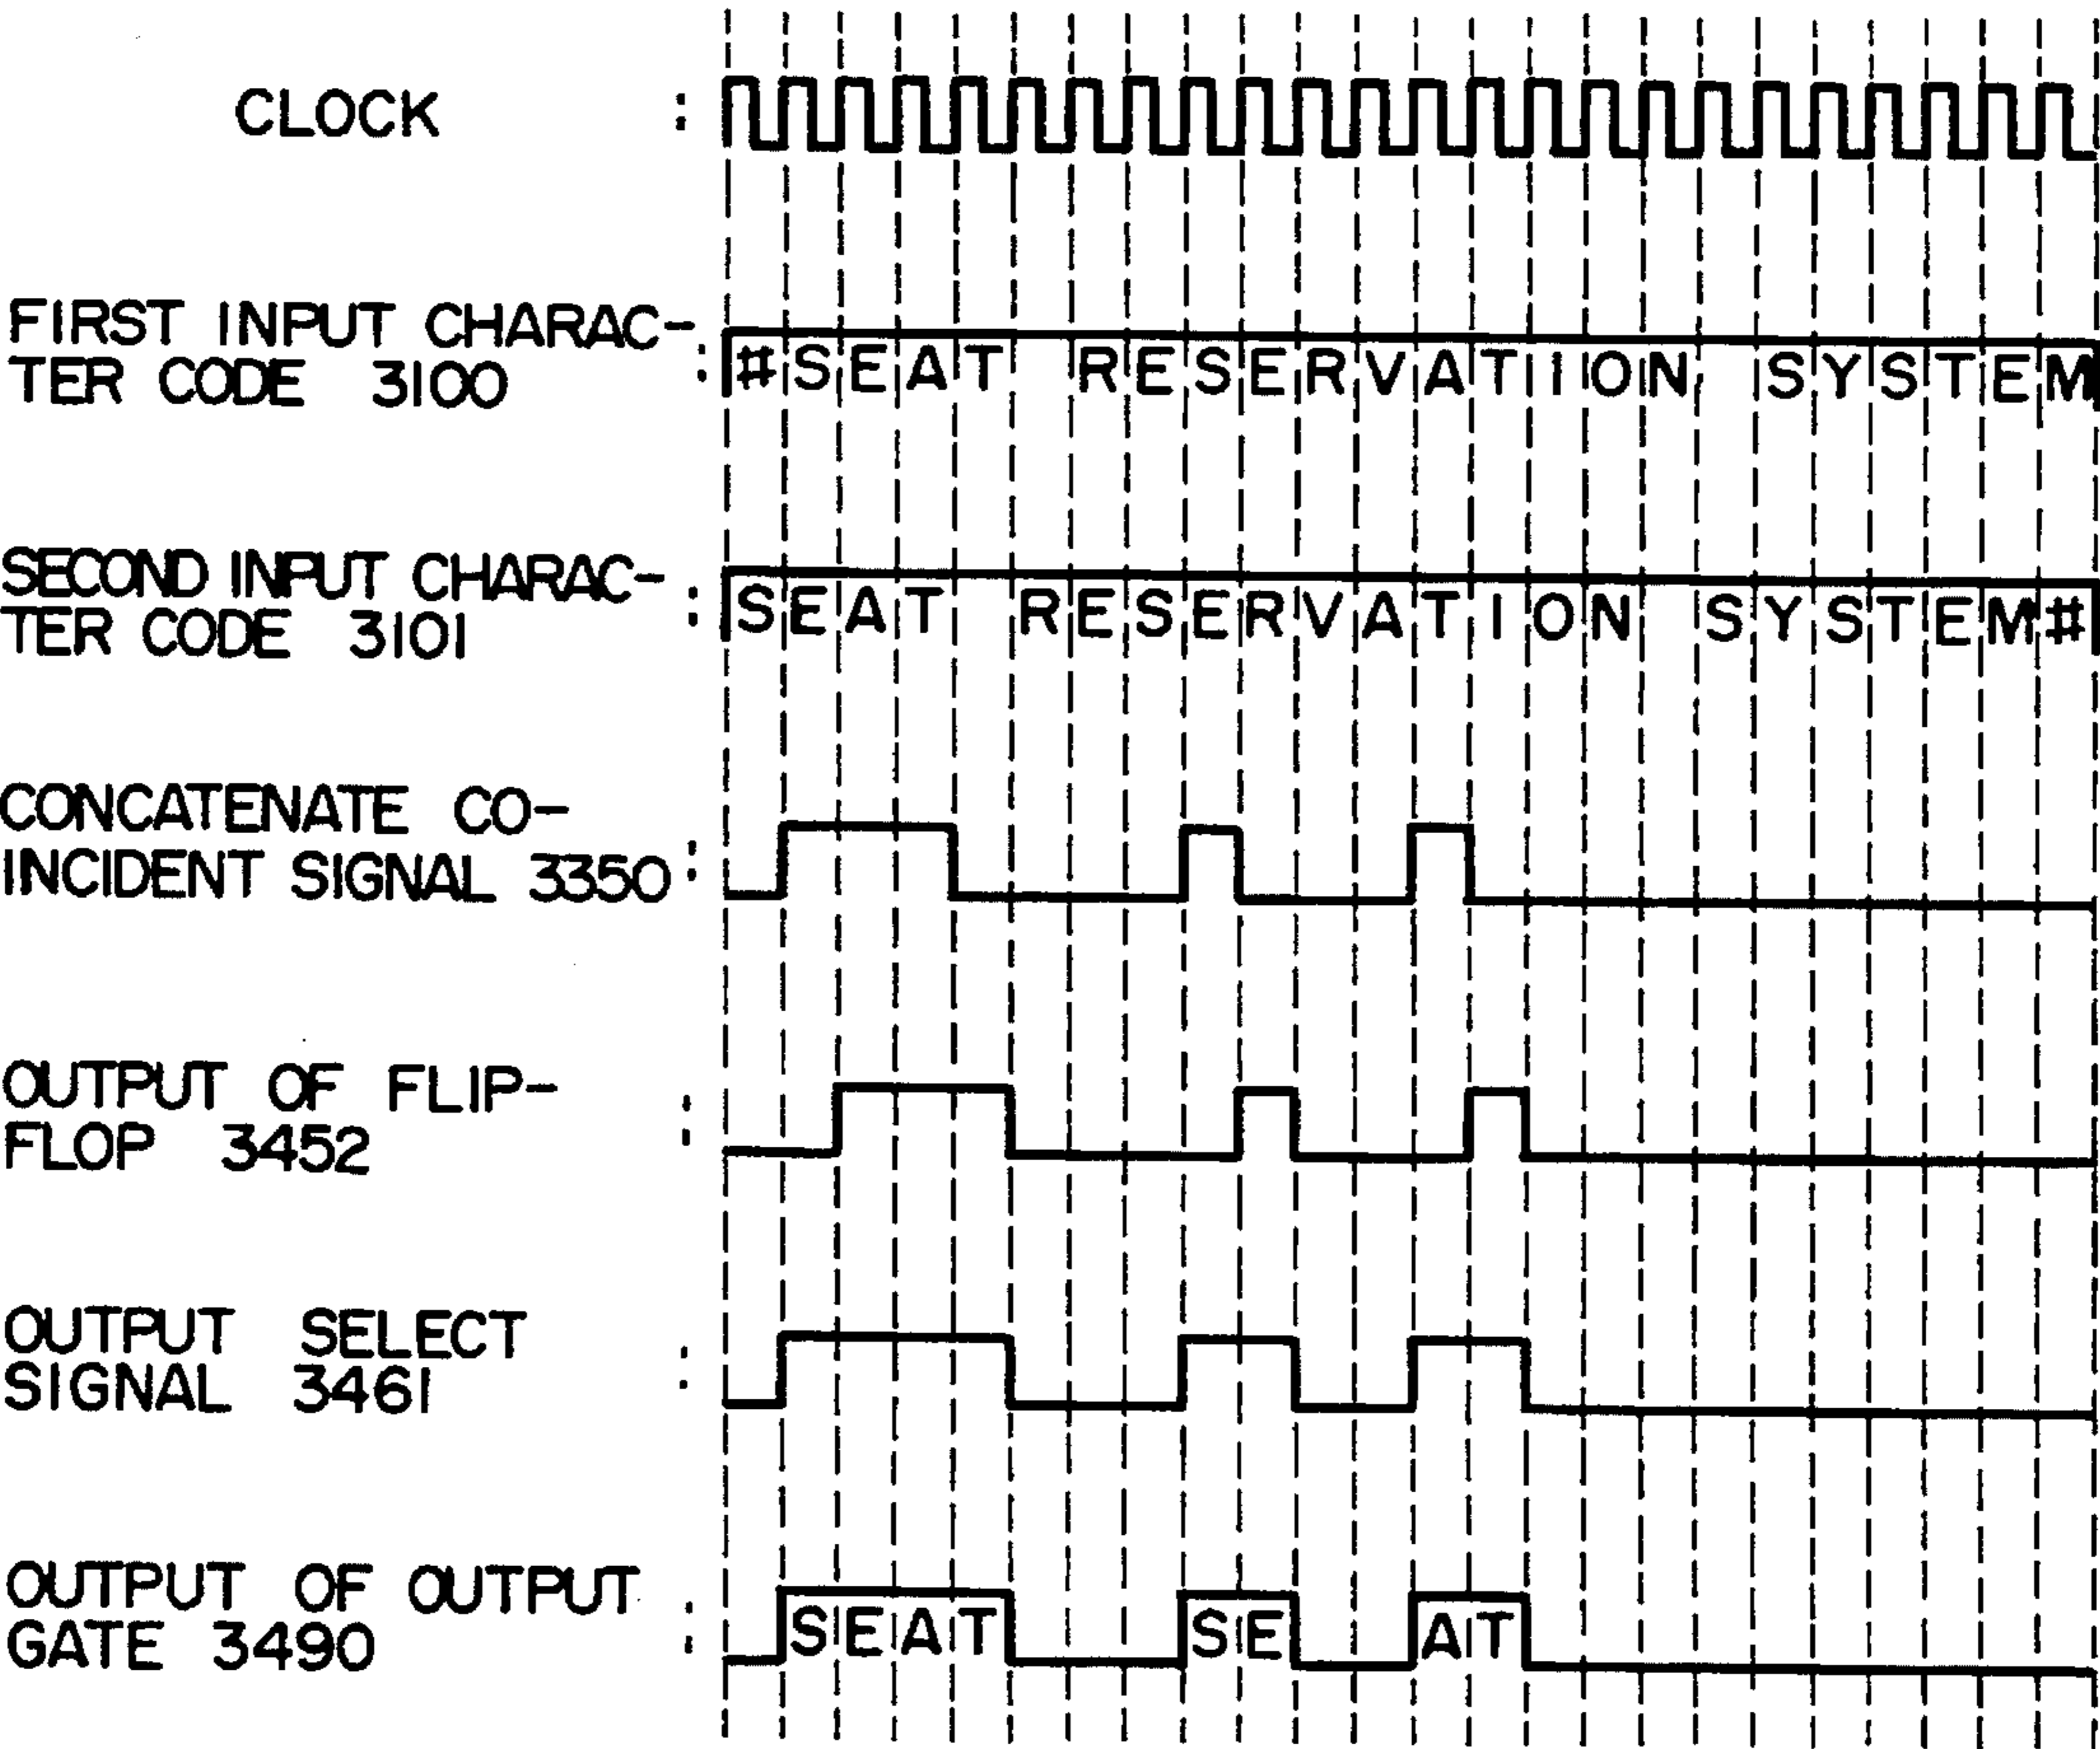 CLOCK :
FIRST INPUT CHARAC-
TER CODE 3100 : #SEAT RESERVATION SYSTEM
SECOND INPUT CHARAC-
TER CODE 3101 : SEAT RESERVATION SYSTEM#
CONCATENATE CO-
INCIDENT SIGNAL 3350 :
OUTPUT OF FLIP-
FLOP 3452 :
OUTPUT SELECT
SIGNAL 3461 :
OUTPUT OF OUTPUT
GATE 3490 : SEAT SE AT